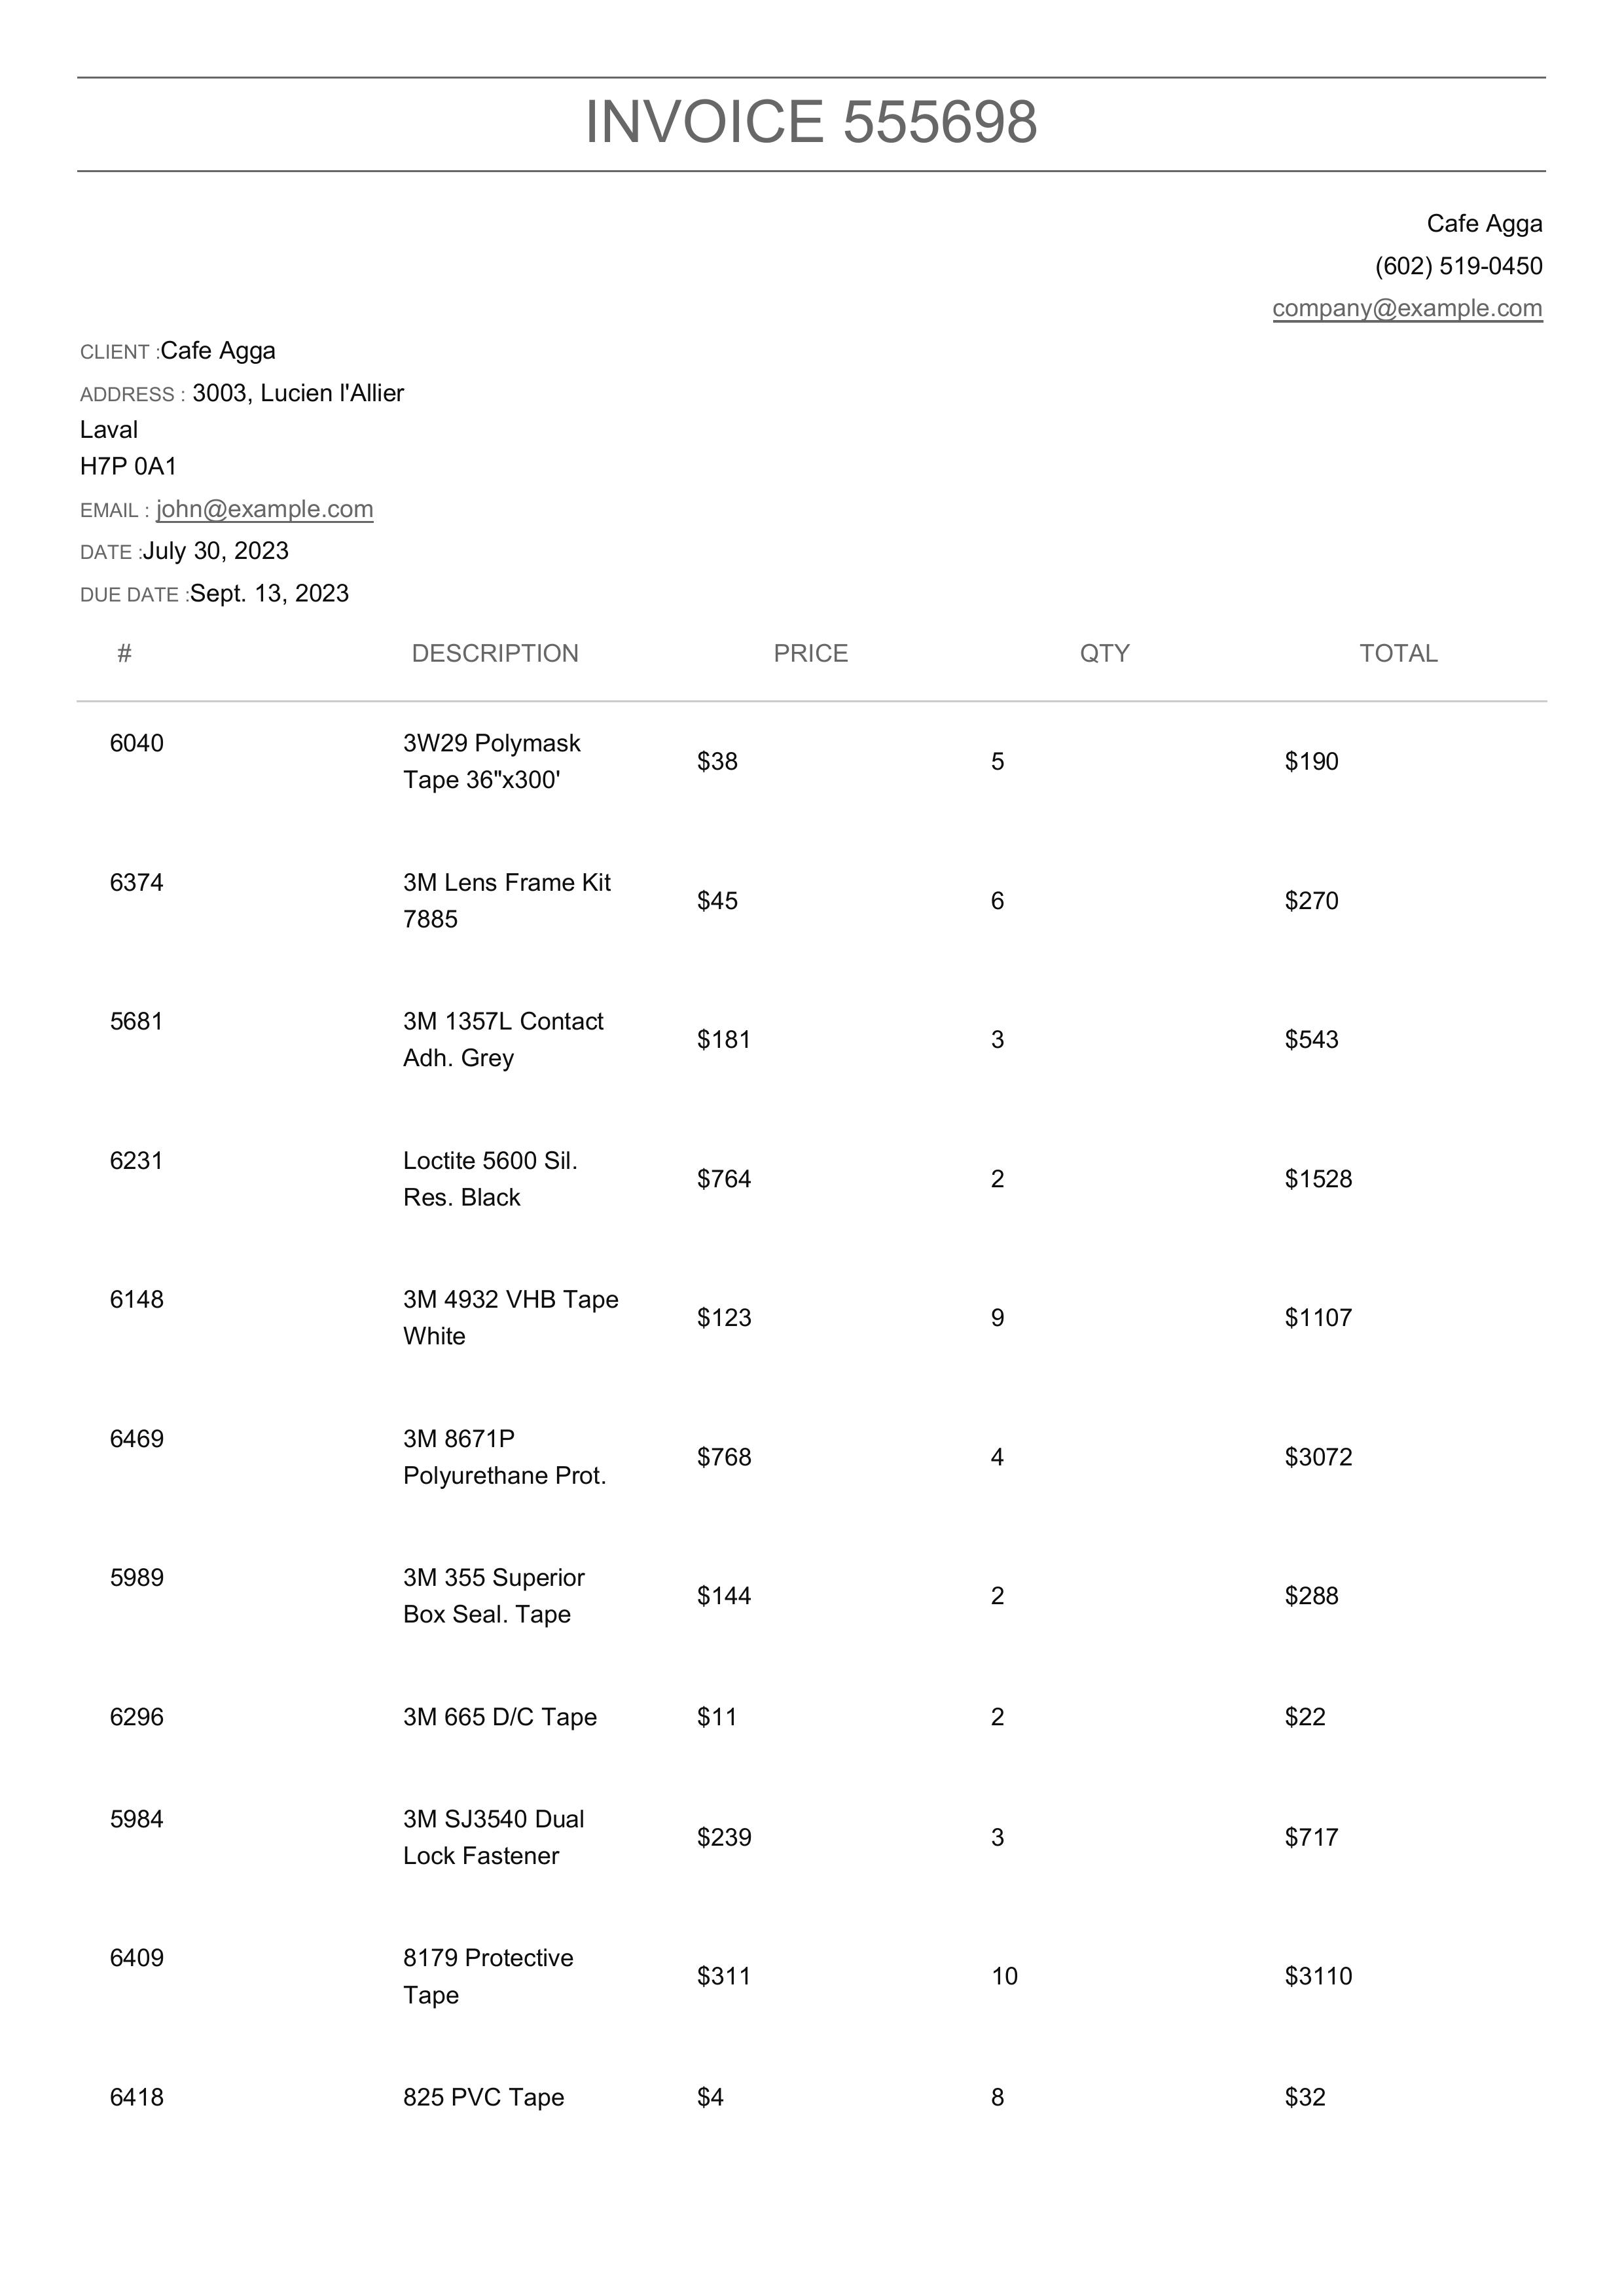 INVOICE 555698
Cafe Agga
(602) 519-0450
company@example.com
CLIENT :Cafe Agga
ADDRESS : 3003, Lucien l'Allier
Laval
H7P 0A1
EMAIL : john@example.com
DATE :July 30, 2023
DUE DATE :Sept. 13, 2023
# DESCRIPTION PRICE QTY TOTAL
6040 3W29 Polymask
Tape 36"x300' $38 5 $190
6374 3M Lens Frame Kit
7885 $45 6 $270
5681 3M 1357L Contact
Adh. Grey $181 3 $543
6231 Loctite 5600 Sil.
Res. Black $764 2 $1528
6148 3M 4932 VHB Tape
White $123 9 $1107
6469 3M 8671P
Polyurethane Prot. $768 4 $3072
5989 3M 355 Superior
Box Seal. Tape $144 2 $288
6296 3M 665 D/C Tape $11 2 $22
5984 3M SJ3540 Dual
Lock Fastener $239 3 $717
6409 8179 Protective
Tape $311 10 $3110
6418 825 PVC Tape $4 8 $32